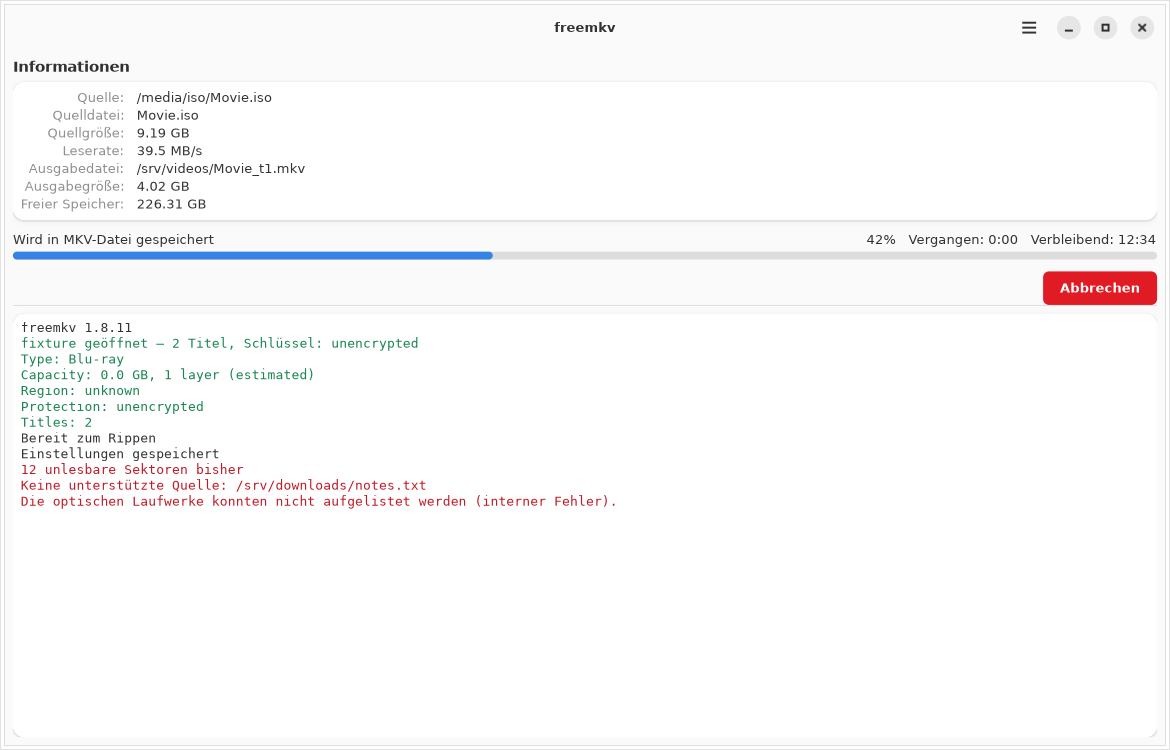 freemkv
Informationen
Quelle: /media/iso/Movie.iso
Quelldatei: Movie.iso
Quellgröße: 9.19 GB
Leserate: 39.5 MB/s
Ausgabedatei: /srv/videos/Movie_t1.mkv
Ausgabegröße: 4.02 GB
Freier Speicher: 226.31 GB
Wird in MKV-Datei gespeichert 42% Vergangen: 0:00 Verbleibend: 12:34
Abbrechen
freemkv 1.8.11
fixture geöffnet — 2 Titel, Schlüssel: unencrypted
Type: Blu-ray
Capacity: 0.0 GB, 1 layer (estimated)
Region: unknown
Protection: unencrypted
Titles: 2
Bereit zum Rippen
Einstellungen gespeichert
12 unlesbare Sektoren bisher
Keine unterstützte Quelle: /srv/downloads/notes.txt
Die optischen Laufwerke konnten nicht aufgelistet werden (interner Fehler).